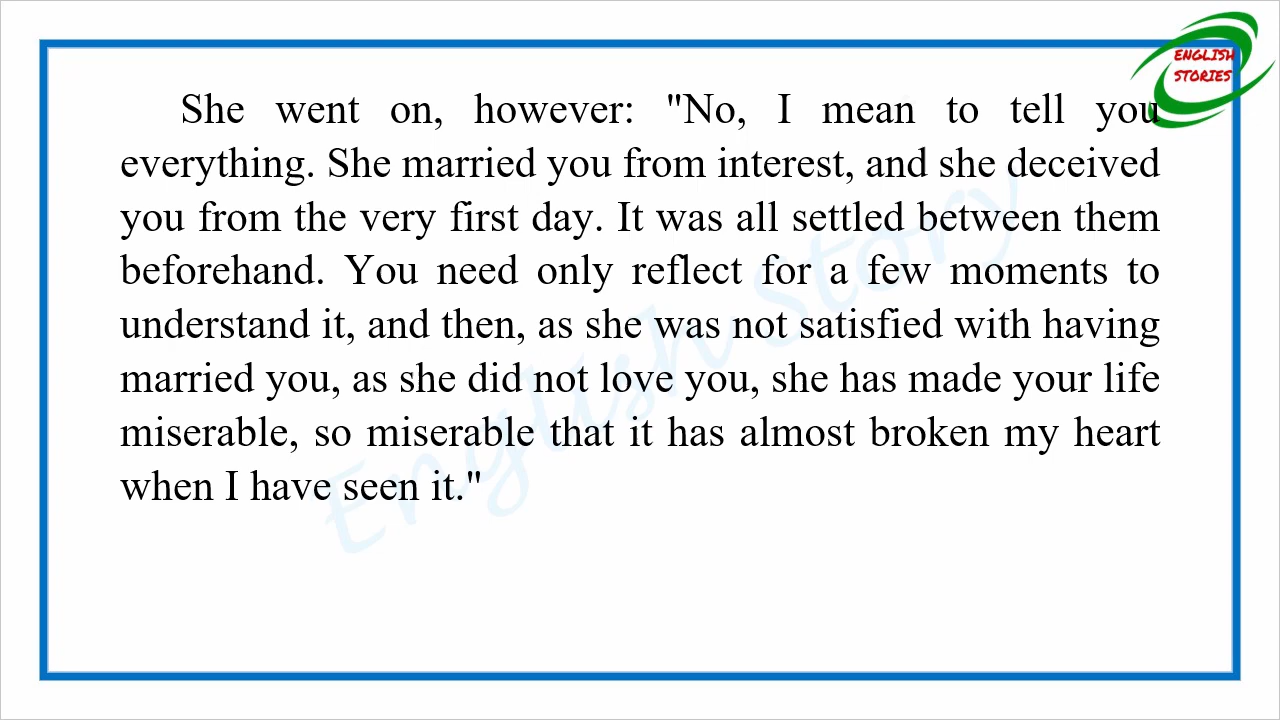 ENGLISH
STORIES
She went on, however: "No, I mean to tell you
everything. She married you from interest, and she deceived
you from the very first day. It was all settled between them
beforehand. You need only reflect for a few moments to
understand it, and then, as she was not satisfied with having
married you, as she did not love you, she has made your life
miserable, so miserable that it has almost broken my heart
when I have seen it."
English Story